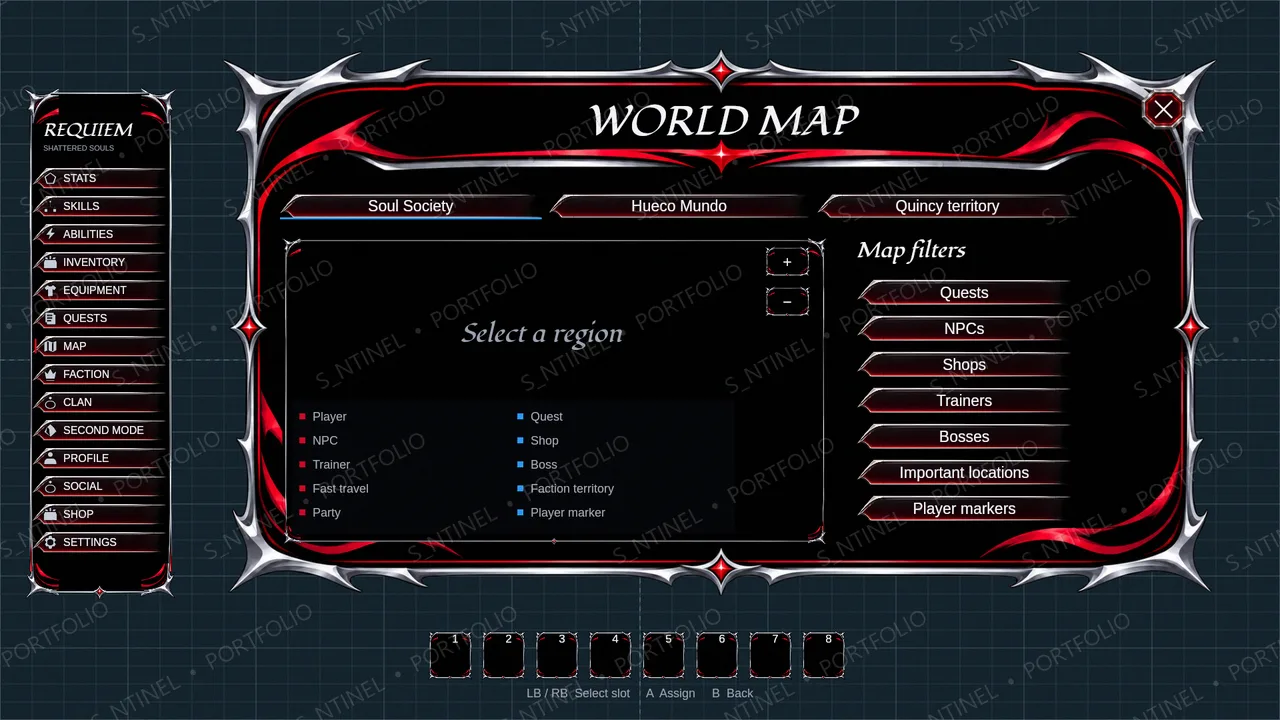 REQUIEM
SHATTERED SOULS
STATS
SKILLS
ABILITIES
INVENTORY
EQUIPMENT
QUESTS
MAP
FACTION
CLAN
SECOND MODE
PROFILE
SOCIAL
SHOP
SETTINGS
WORLD MAP
Soul Society
Hueco Mundo
Quincy territory
+
−
Select a region
Player
NPC
Trainer
Fast travel
Party
Quest
Shop
Boss
Faction territory
Player marker
Map filters
Quests
NPCs
Shops
Trainers
Bosses
Important locations
Player markers
1 2 3 4 5 6 7 8
LB / RB Select slot A Assign B Back
S_NTINEL • PORTFOLIO